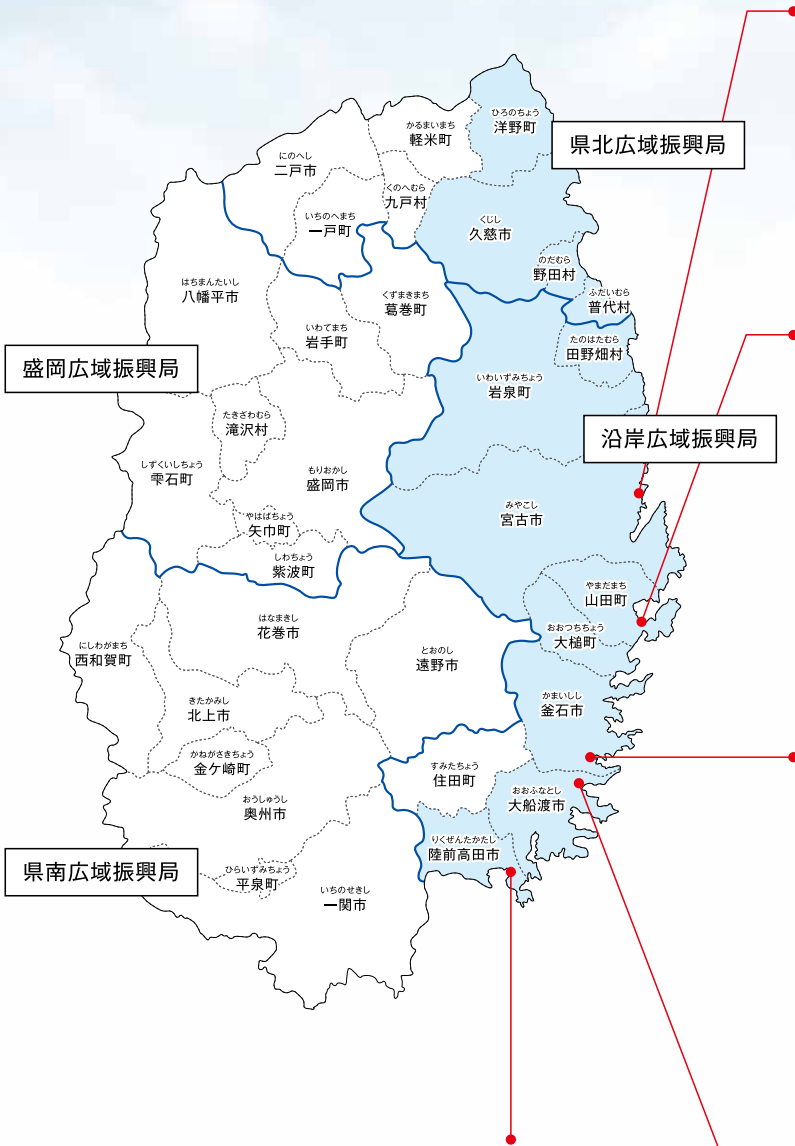 ひろのちょう
洋野町
かるまいまち
軽米町
県北広域振興局
にのへし
二戸市
くのへむら
九戸村
いちのへまち
一戸町
くじし
久慈市
のだむら
野田村
はちまんたいし
八幡平市
くずまきまち
葛巻町
ふだいむら
普代村
いわてまち
岩手町
たのはたむら
田野畑村
盛岡広域振興局
いわいずみちょう
岩泉町
たきざわむら
滝沢村
沿岸広域振興局
しずくいしちょう
雫石町
もりおかし
盛岡市
みやこし
宮古市
やはばちょう
矢巾町
しわちょう
紫波町
やまだまち
山田町
はなまきし
花巻市
おおつちちょう
大槌町
にしわがまち
西和賀町
とおのし
遠野市
きたかみし
北上市
かまいしし
釜石市
かねがさきちょう
金ケ崎町
すみたちょう
住田町
おうしゅうし
奥州市
おおふなとし
大船渡市
りくぜんたかたし
陸前高田市
県南広域振興局
ひらいずみちょう
平泉町
いちのせきし
一関市